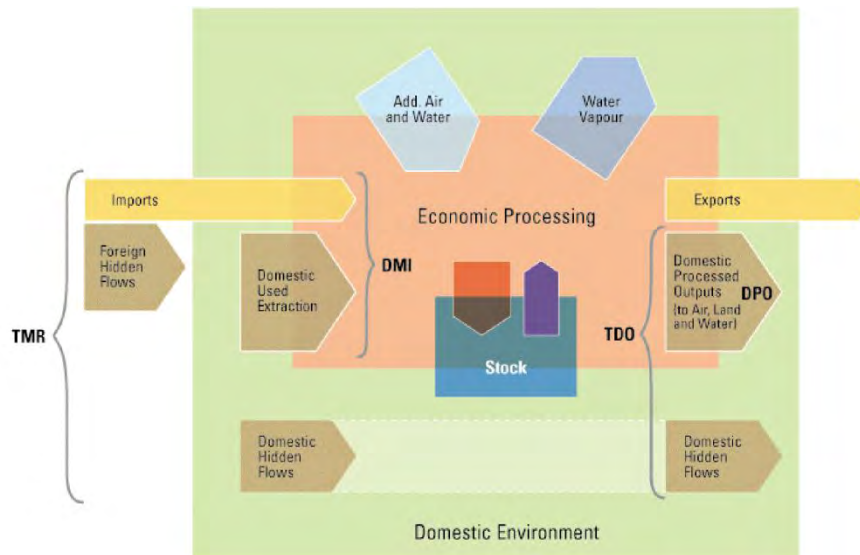 Add. Air
and Water
Water
Vapour
Imports
Exports
Economic Processing
Foreign
Hidden
Flows
Domestic
Used
Extraction
DMI
Domestic
Processed
Outputs DPO
(to Air, Land
and Water)
TMR
TDO
Stock
Domestic
Hidden
Flows
Domestic
Hidden
Flows
Domestic Environment